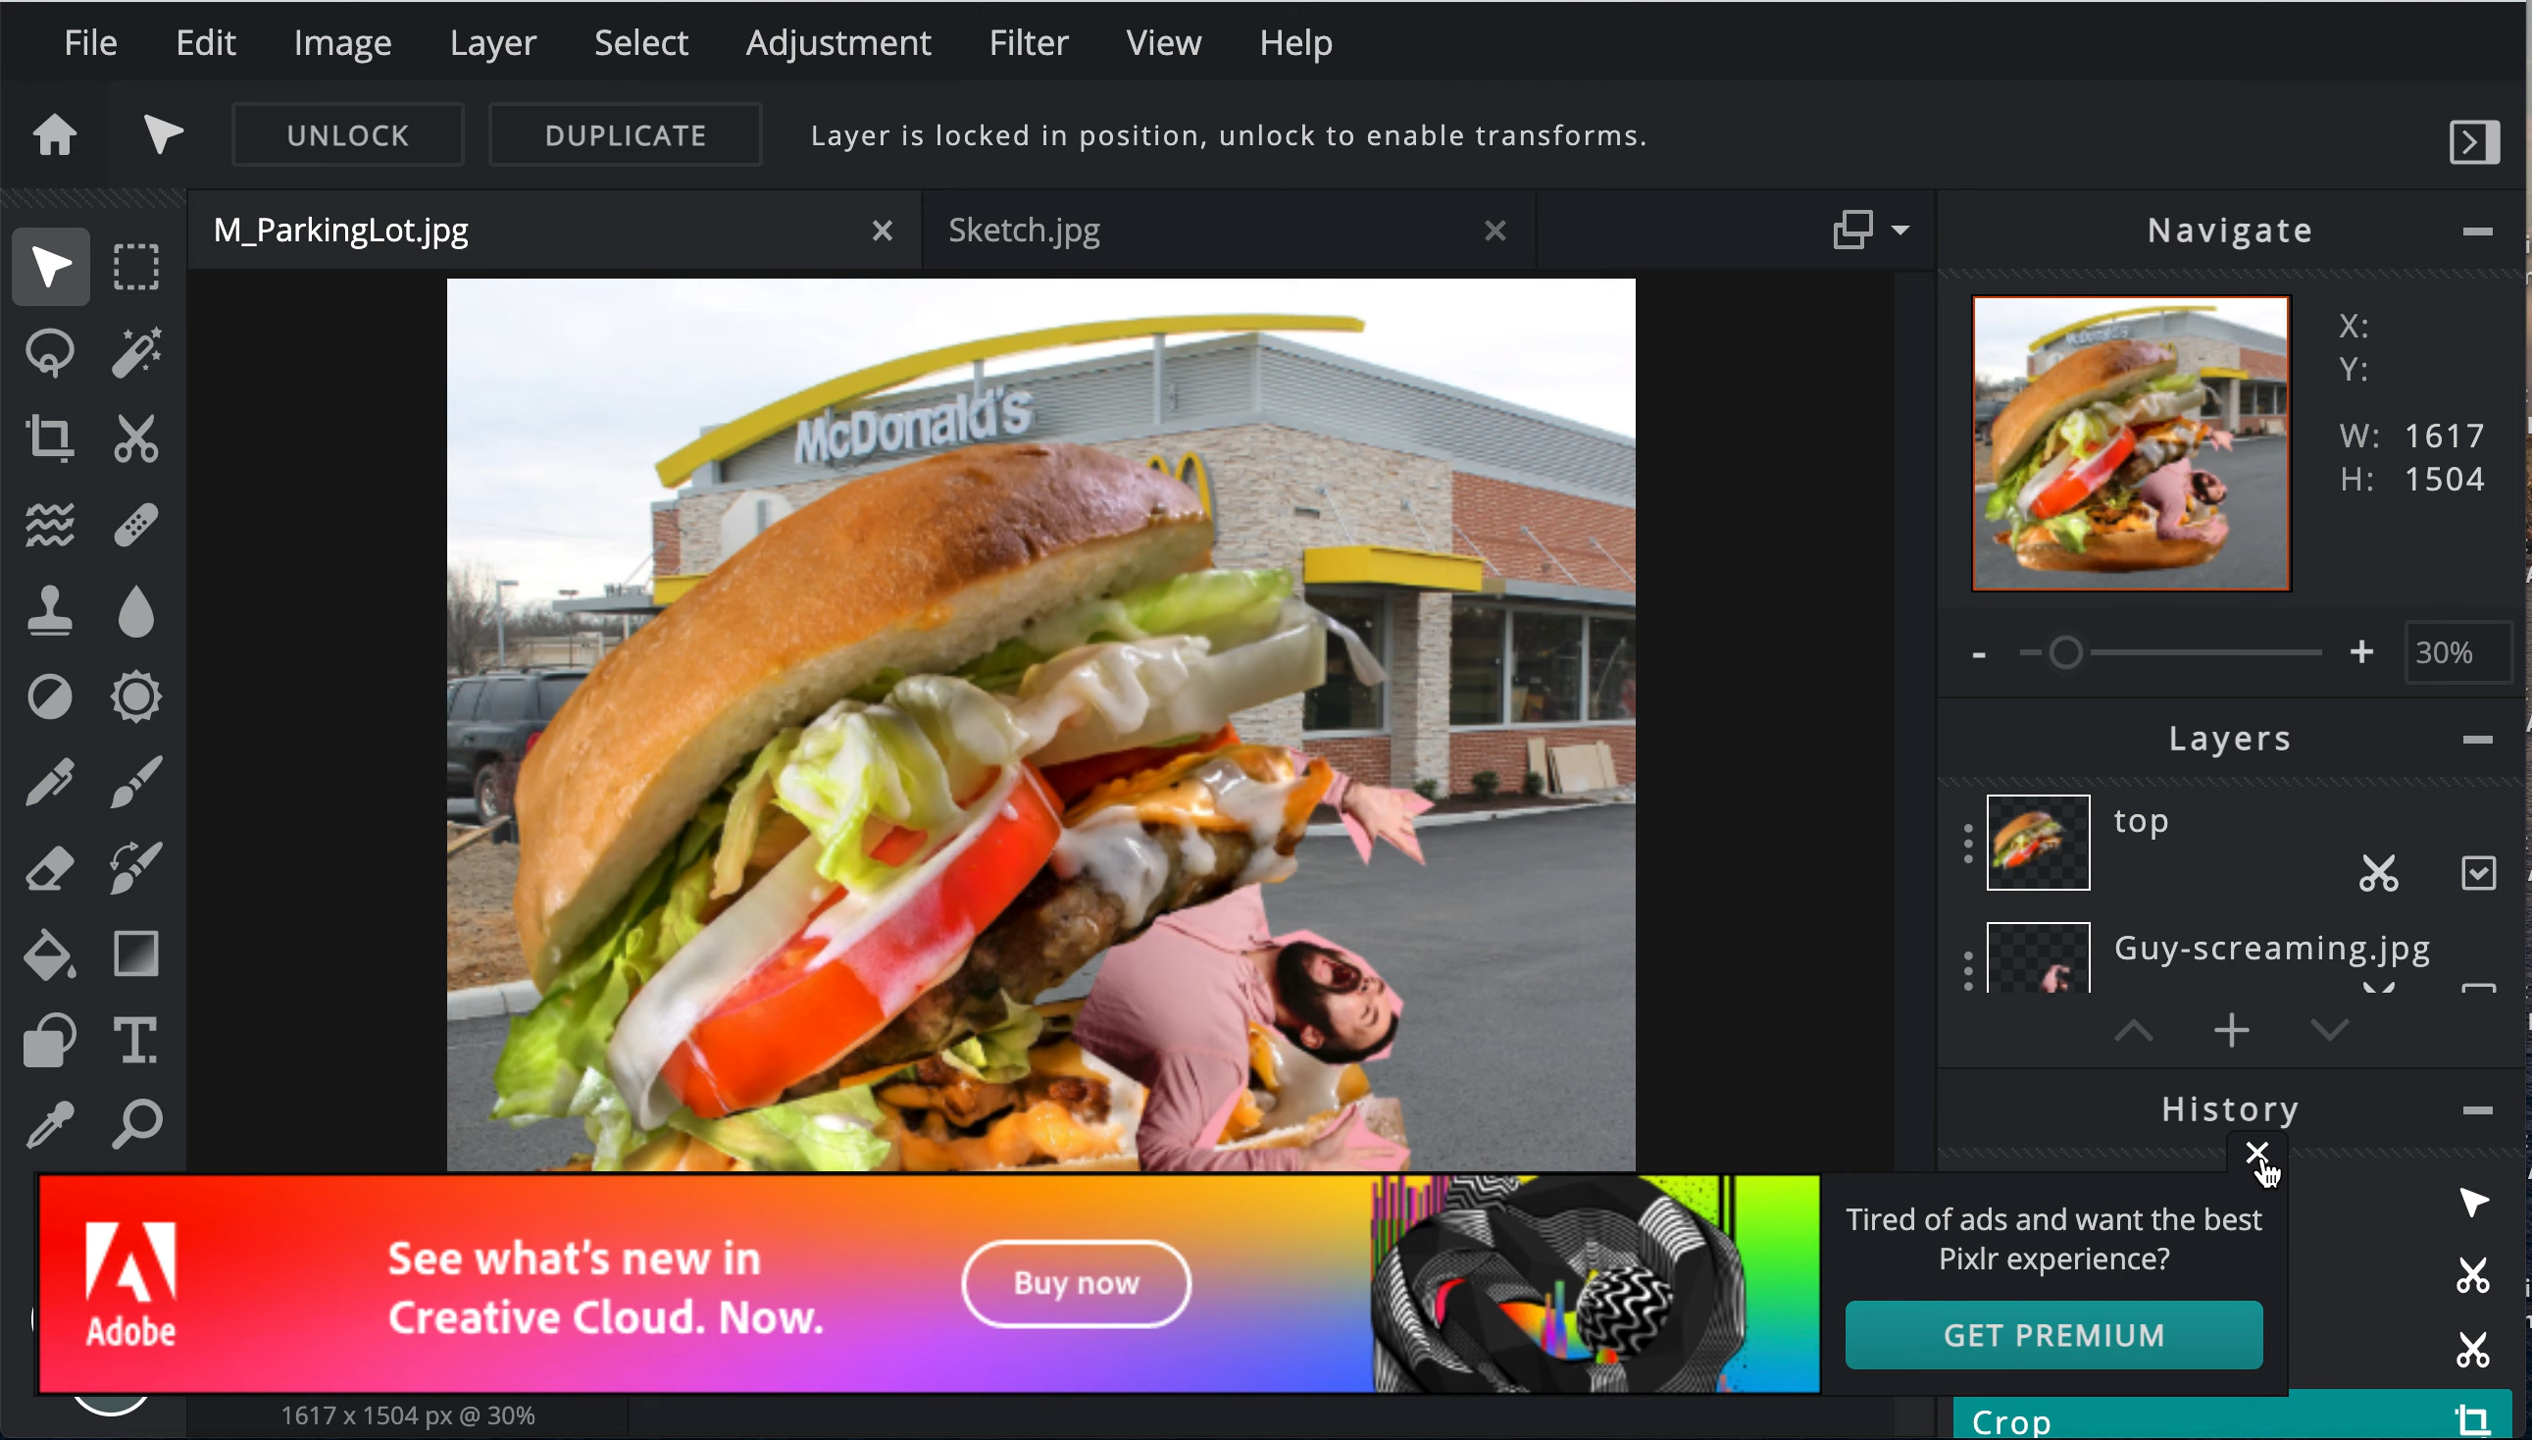 File Edit Image Layer Select Adjustment Filter View Help
UNLOCK DUPLICATE Layer is locked in position, unlock to enable transforms.
M_ParkingLot.jpg Sketch.jpg
Navigate
McDonald's
X:
Y:
W: 1617
H: 1504
- + 30%
Layers
top
Guy-screaming.jpg
History
Adobe
See what's new in
Creative Cloud. Now.
Buy now
Tired of ads and want the best
Pixlr experience?
GET PREMIUM
1617 x 1504 px @ 30%
Crop